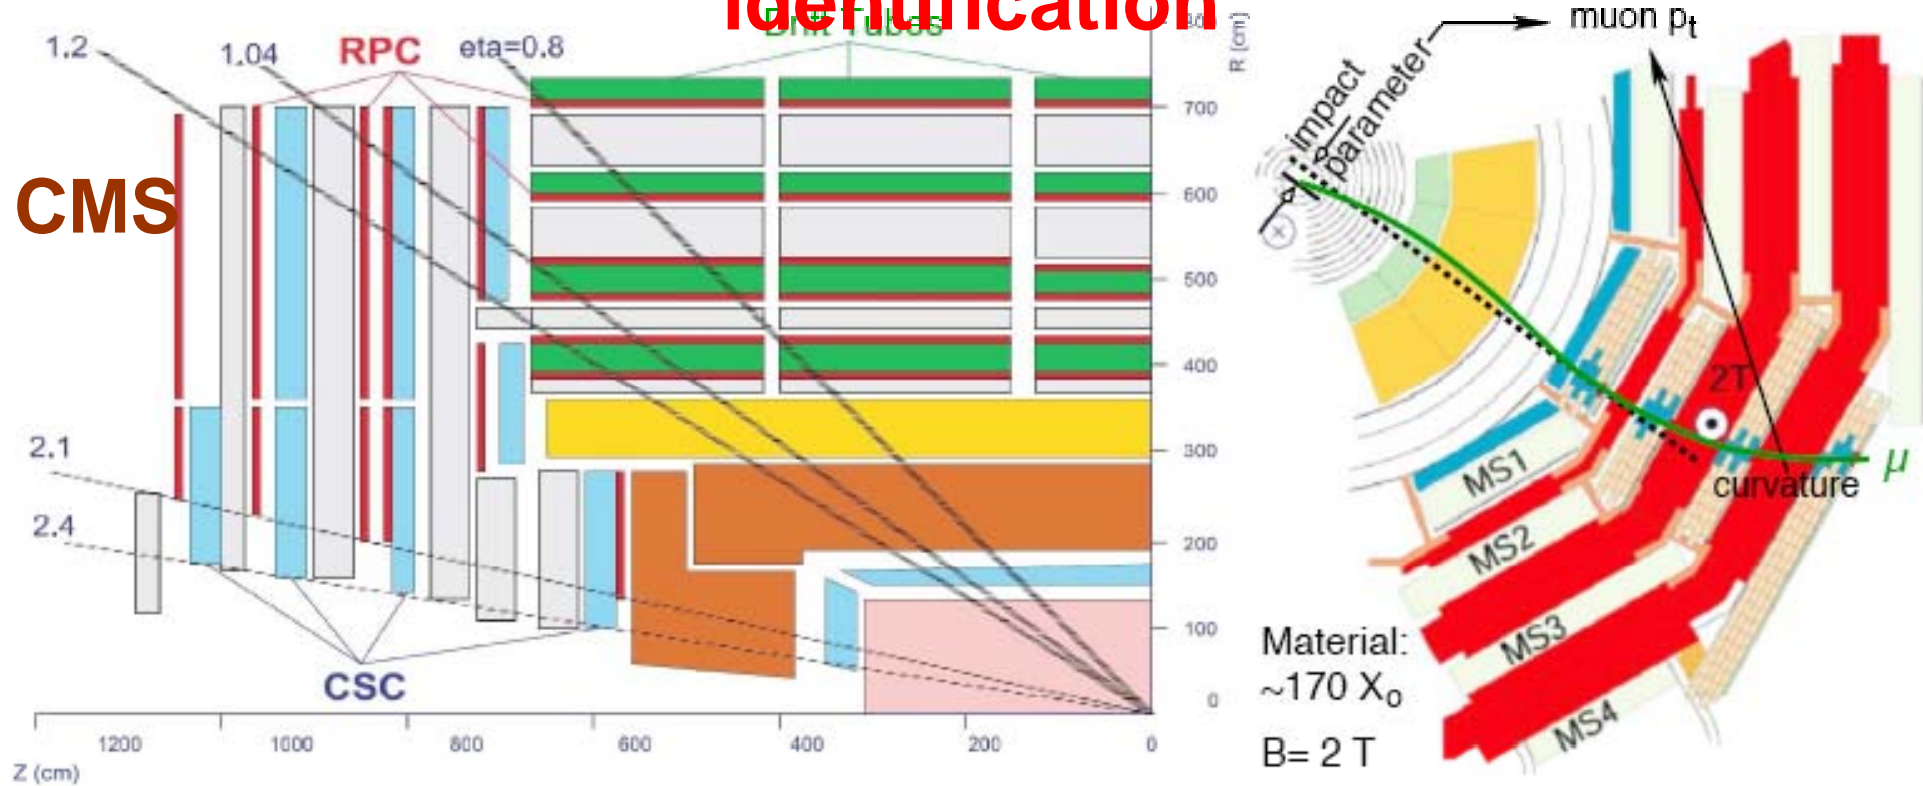 Identification
Drift Tubes
1.2
1.04
RPC
eta=0.8
CMS
2.1
2.4
CSC
1200
1000
800
600
400
200
0
Z (cm)
R (cm)
800
700
600
500
400
300
200
100
0
impact
parameter
muon pt
2T
μ
curvature
MS1
MS2
MS3
MS4
Material:
~170 X0
B= 2 T